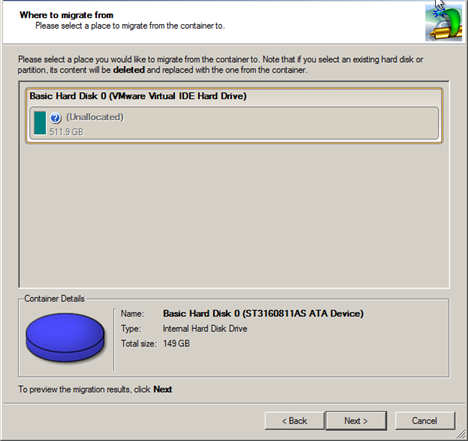 Where to migrate from
Please select a place to migrate from the container to.
Please select a place you would like to migrate from the container to. Note that if you select an existing hard disk or
partition, its content will be deleted and replaced with the one from the container.
Basic Hard Disk 0 (VMware Virtual IDE Hard Drive)
(Unallocated)
511.9 GB
Container Details
Name: Basic Hard Disk 0 (ST3160811AS ATA Device)
Type: Internal Hard Disk Drive
Total size: 149 GB
To preview the migration results, click Next
< Back Next > Cancel